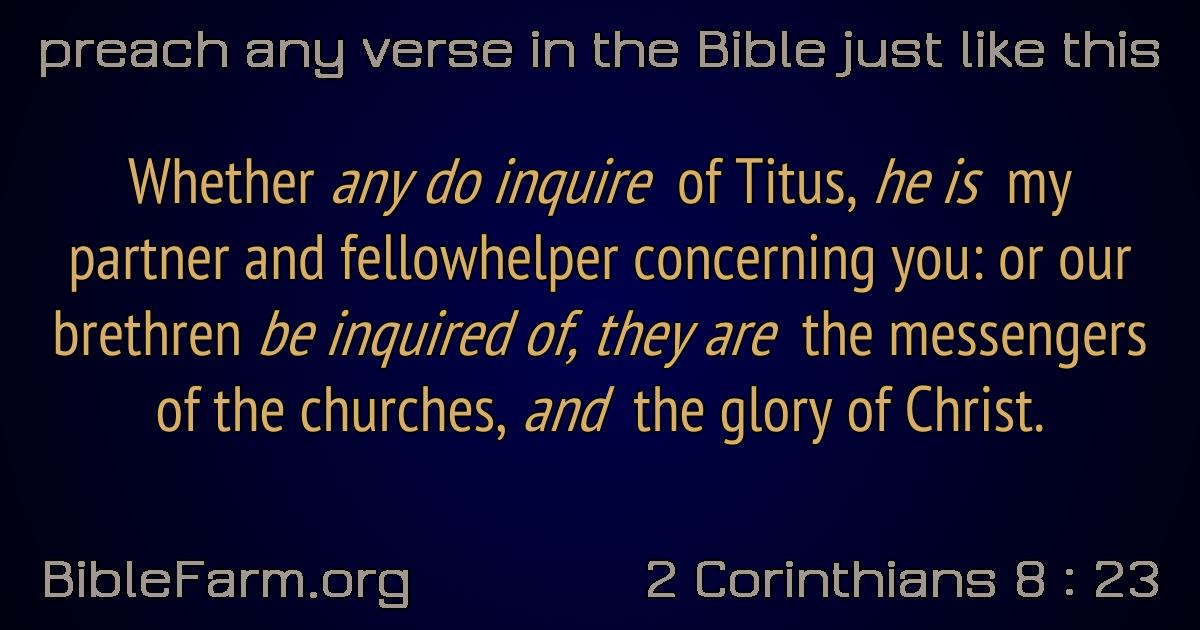 preach any verse in the Bible just like this
Whether any do inquire of Titus, he is my
partner and fellowhelper concerning you: or our
brethren be inquired of, they are the messengers
of the churches, and the glory of Christ.
BibleFarm.org
2 Corinthians 8 : 23